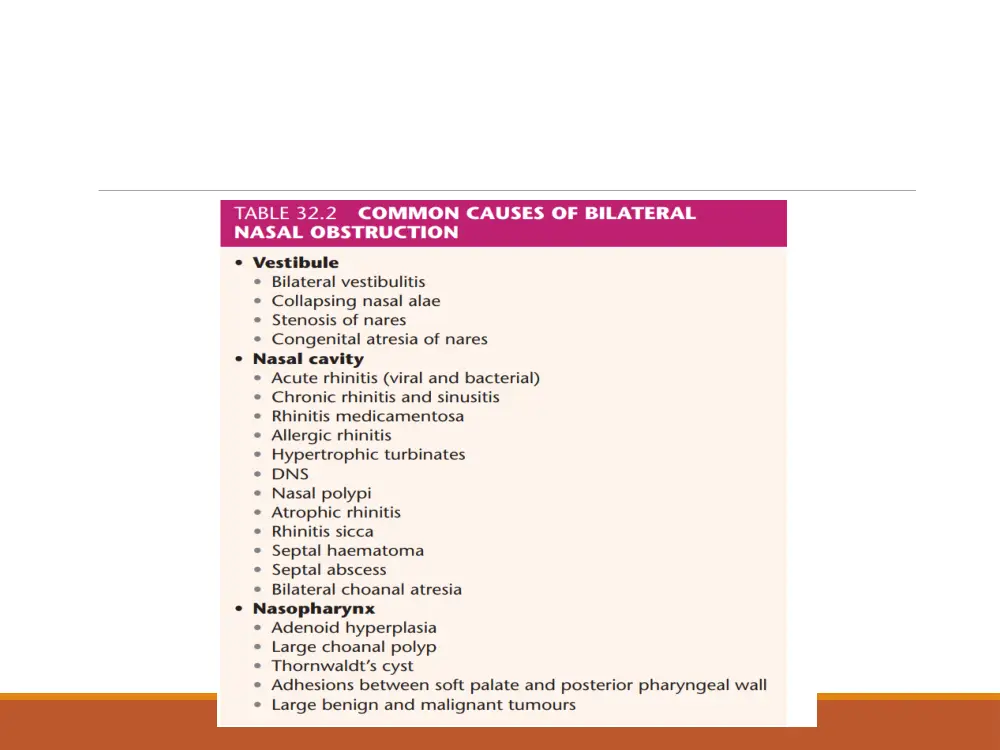 TABLE 32.2 COMMON CAUSES OF BILATERAL
NASAL OBSTRUCTION
• Vestibule
• Bilateral vestibulitis
• Collapsing nasal alae
• Stenosis of nares
• Congenital atresia of nares
• Nasal cavity
• Acute rhinitis (viral and bacterial)
• Chronic rhinitis and sinusitis
• Rhinitis medicamentosa
• Allergic rhinitis
• Hypertrophic turbinates
• DNS
• Nasal polypi
• Atrophic rhinitis
• Rhinitis sicca
• Septal haematoma
• Septal abscess
• Bilateral choanal atresia
• Nasopharynx
• Adenoid hyperplasia
• Large choanal polyp
• Thornwaldt’s cyst
• Adhesions between soft palate and posterior pharyngeal wall
• Large benign and malignant tumours